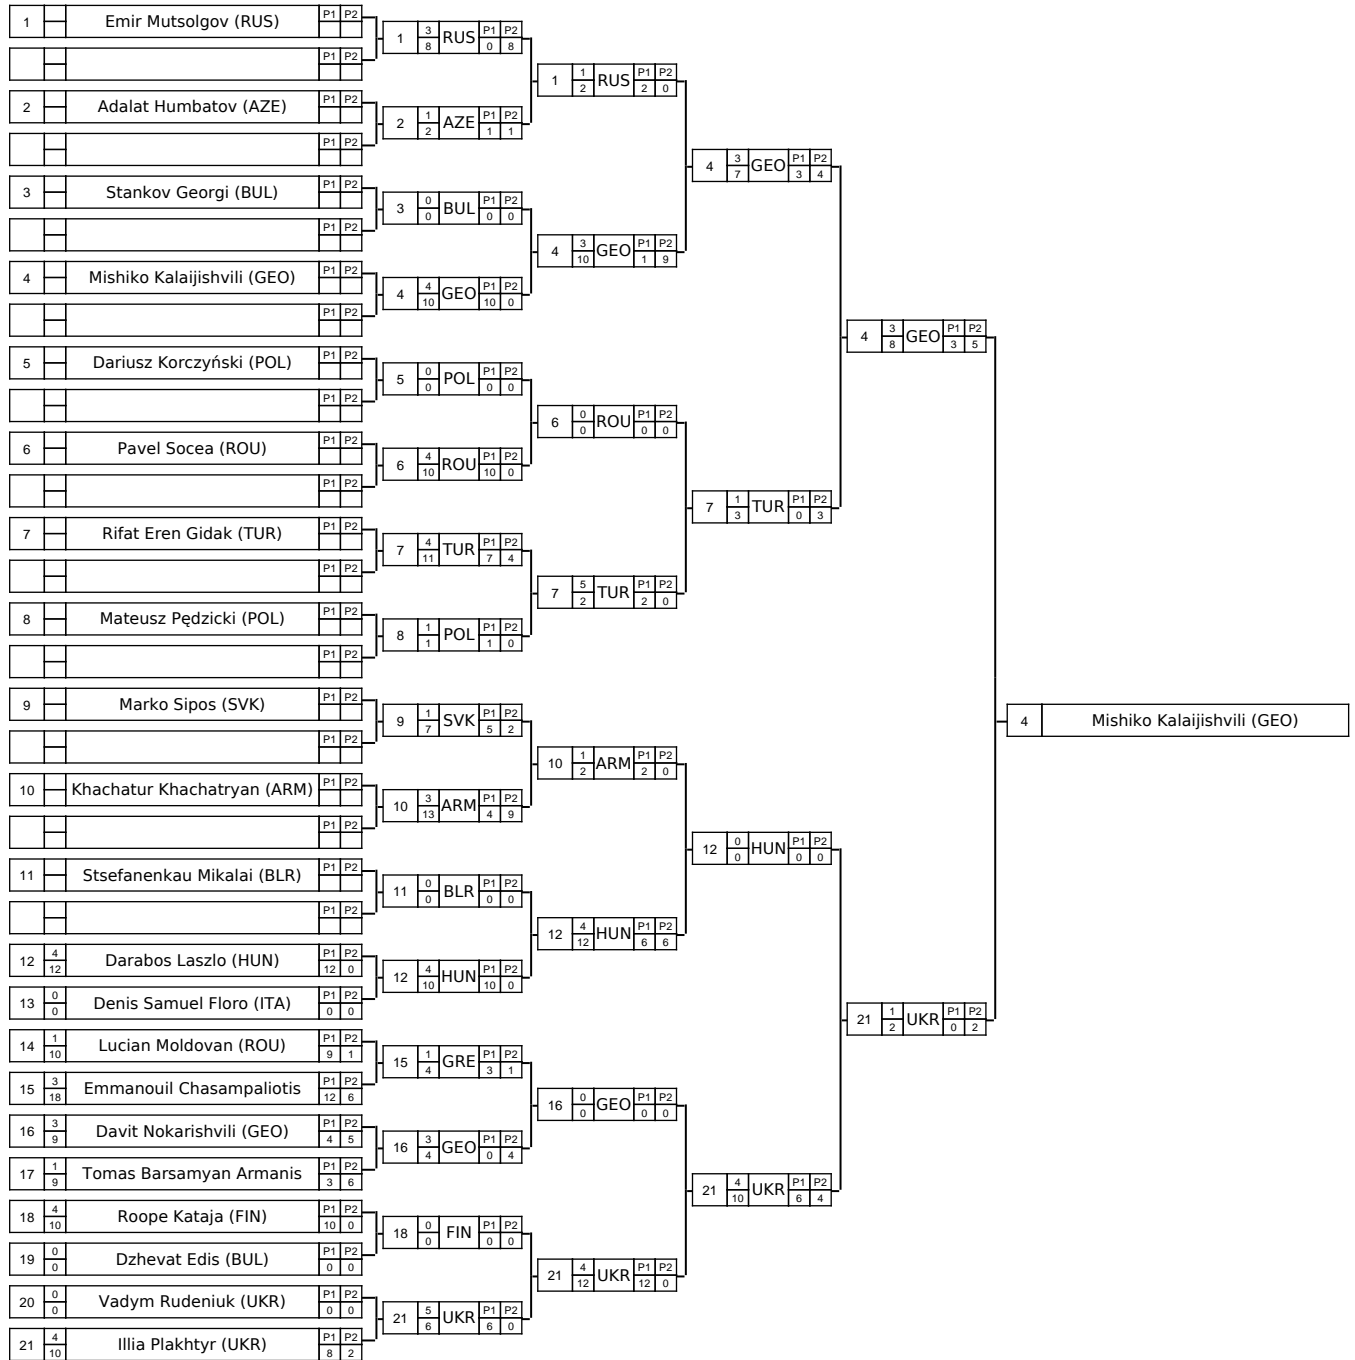 1 Emir Mutsolgov (RUS) P1 P2
P1 P2
2 Adalat Humbatov (AZE) P1 P2
P1 P2
3 Stankov Georgi (BUL) P1 P2
P1 P2
4 Mishiko Kalaijishvili (GEO) P1 P2
P1 P2
5 Dariusz Korczyński (POL) P1 P2
P1 P2
6 Pavel Socea (ROU) P1 P2
P1 P2
7 Rifat Eren Gidak (TUR) P1 P2
P1 P2
8 Mateusz Pędzicki (POL) P1 P2
P1 P2
9 Marko Sipos (SVK) P1 P2
P1 P2
10 Khachatur Khachatryan (ARM) P1 P2
P1 P2
11 Stsefanenkau Mikalai (BLR) P1 P2
P1 P2
12 4 12 Darabos Laszlo (HUN) P1 P2 12 0
13 0 0 Denis Samuel Floro (ITA) P1 P2 0 0
14 1 10 Lucian Moldovan (ROU) P1 P2 9 1
15 3 18 Emmanouil Chasampaliotis P1 P2 12 6
16 3 9 Davit Nokarishvili (GEO) P1 P2 4 5
17 1 9 Tomas Barsamyan Armanis P1 P2 3 6
18 4 10 Roope Kataja (FIN) P1 P2 10 0
19 0 0 Dzhevat Edis (BUL) P1 P2 0 0
20 0 0 Vadym Rudeniuk (UKR) P1 P2 0 0
21 4 10 Illia Plakhtyr (UKR) P1 P2 8 2
1 3 8 RUS P1 P2 0 8
2 1 2 AZE P1 P2 1 1
3 0 0 BUL P1 P2 0 0
4 4 10 GEO P1 P2 10 0
5 0 0 POL P1 P2 0 0
6 4 10 ROU P1 P2 10 0
7 4 11 TUR P1 P2 7 4
8 1 1 POL P1 P2 1 0
9 1 7 SVK P1 P2 5 2
10 3 13 ARM P1 P2 4 9
11 0 0 BLR P1 P2 0 0
12 4 10 HUN P1 P2 10 0
15 1 4 GRE P1 P2 3 1
16 3 4 GEO P1 P2 0 4
18 0 0 FIN P1 P2 0 0
21 5 6 UKR P1 P2 6 0
1 1 2 RUS P1 P2 2 0
4 3 10 GEO P1 P2 1 9
6 0 0 ROU P1 P2 0 0
7 5 2 TUR P1 P2 2 0
10 1 2 ARM P1 P2 2 0
12 4 12 HUN P1 P2 6 6
16 0 0 GEO P1 P2 0 0
21 4 12 UKR P1 P2 12 0
4 3 7 GEO P1 P2 3 4
7 1 3 TUR P1 P2 0 3
12 0 0 HUN P1 P2 0 0
21 4 10 UKR P1 P2 6 4
4 3 8 GEO P1 P2 3 5
21 1 2 UKR P1 P2 0 2
4 Mishiko Kalaijishvili (GEO)